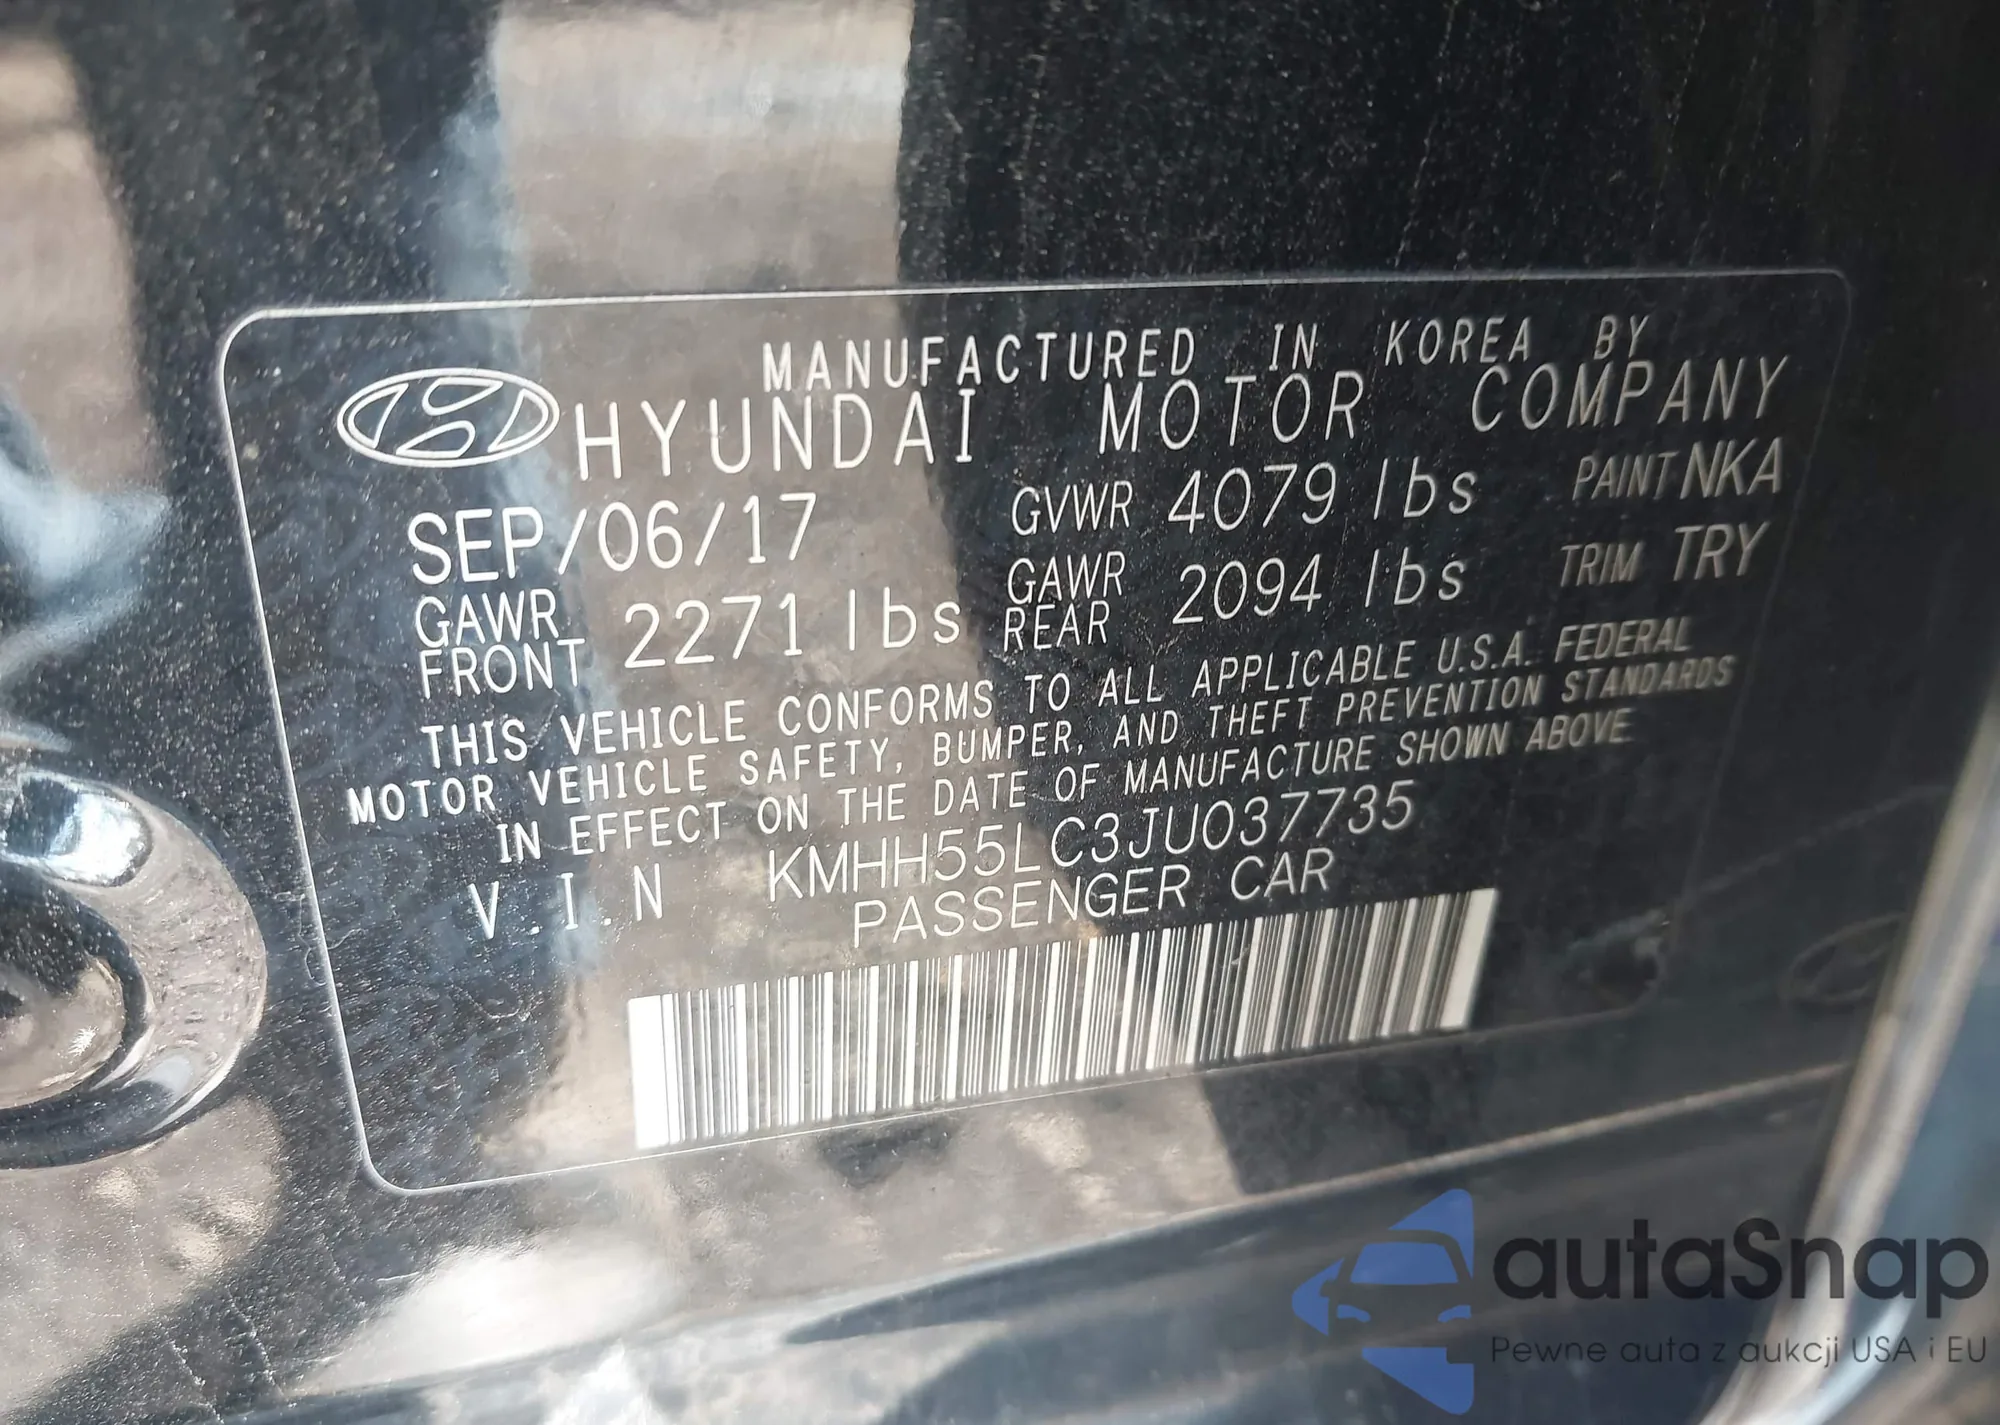 MANUFACTURED IN KOREA BY
HYUNDAI MOTOR COMPANY
SEP/06/17 GVWR 4079 lbs PAINT NKA
GAWR FRONT 2271 lbs GAWR REAR 2094 lbs TRIM TRY
THIS VEHICLE CONFORMS TO ALL APPLICABLE U.S.A. FEDERAL
MOTOR VEHICLE SAFETY, BUMPER, AND THEFT PREVENTION STANDARDS
IN EFFECT ON THE DATE OF MANUFACTURE SHOWN ABOVE
V.I.N KMHH55LC3JU037735
PASSENGER CAR
autaSnap
Pewne auta z aukcji USA i EU